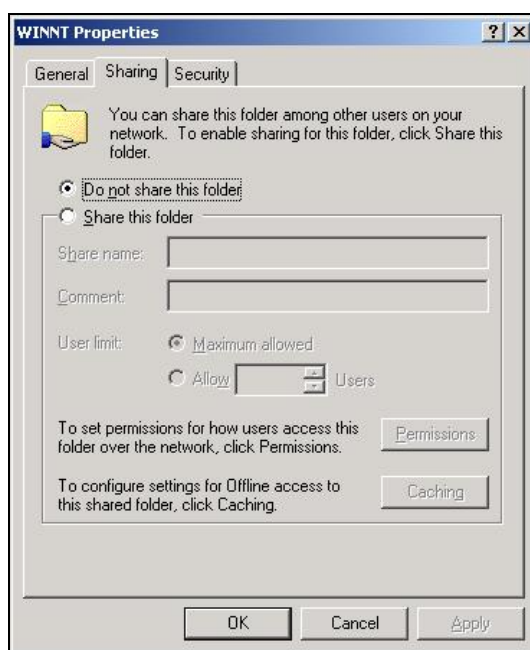 WINNT Properties
General Sharing Security
You can share this folder among other users on your
network. To enable sharing for this folder, click Share this
folder.
Do not share this folder
Share this folder
Share name:
Comment:
User limit: Maximum allowed
Allow Users
To set permissions for how users access this
folder over the network, click Permissions.
Permissions
To configure settings for Offline access to
this shared folder, click Caching.
Caching
OK Cancel Apply